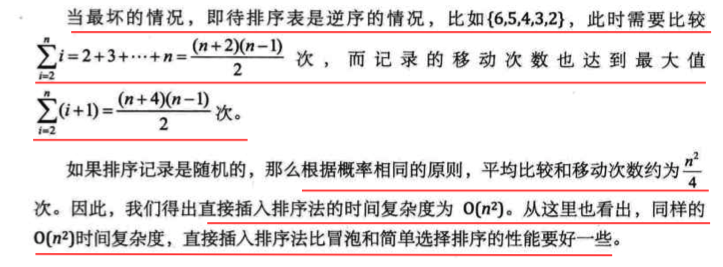 当最坏的情况，即待排序表是逆序的情况，比如{6,5,4,3,2}，此时需要比较
$\sum_{i=2}^{n} i=2+3+\cdots+n=\frac{(n+2)(n-1)}{2}$ 次，而记录的移动次数也达到最大值
$\sum_{i=2}^{n}(i+1)=\frac{(n+4)(n-1)}{2}$ 次。
如果排序记录是随机的，那么根据概率相同的原则，平均比较和移动次数约为 $\frac{n^2}{4}$
次。因此，我们得出直接插入排序法的时间复杂度为 O(n²)。从这里也看出，同样的
O(n²)时间复杂度，直接插入排序法比冒泡和简单选择排序的性能要好一些。